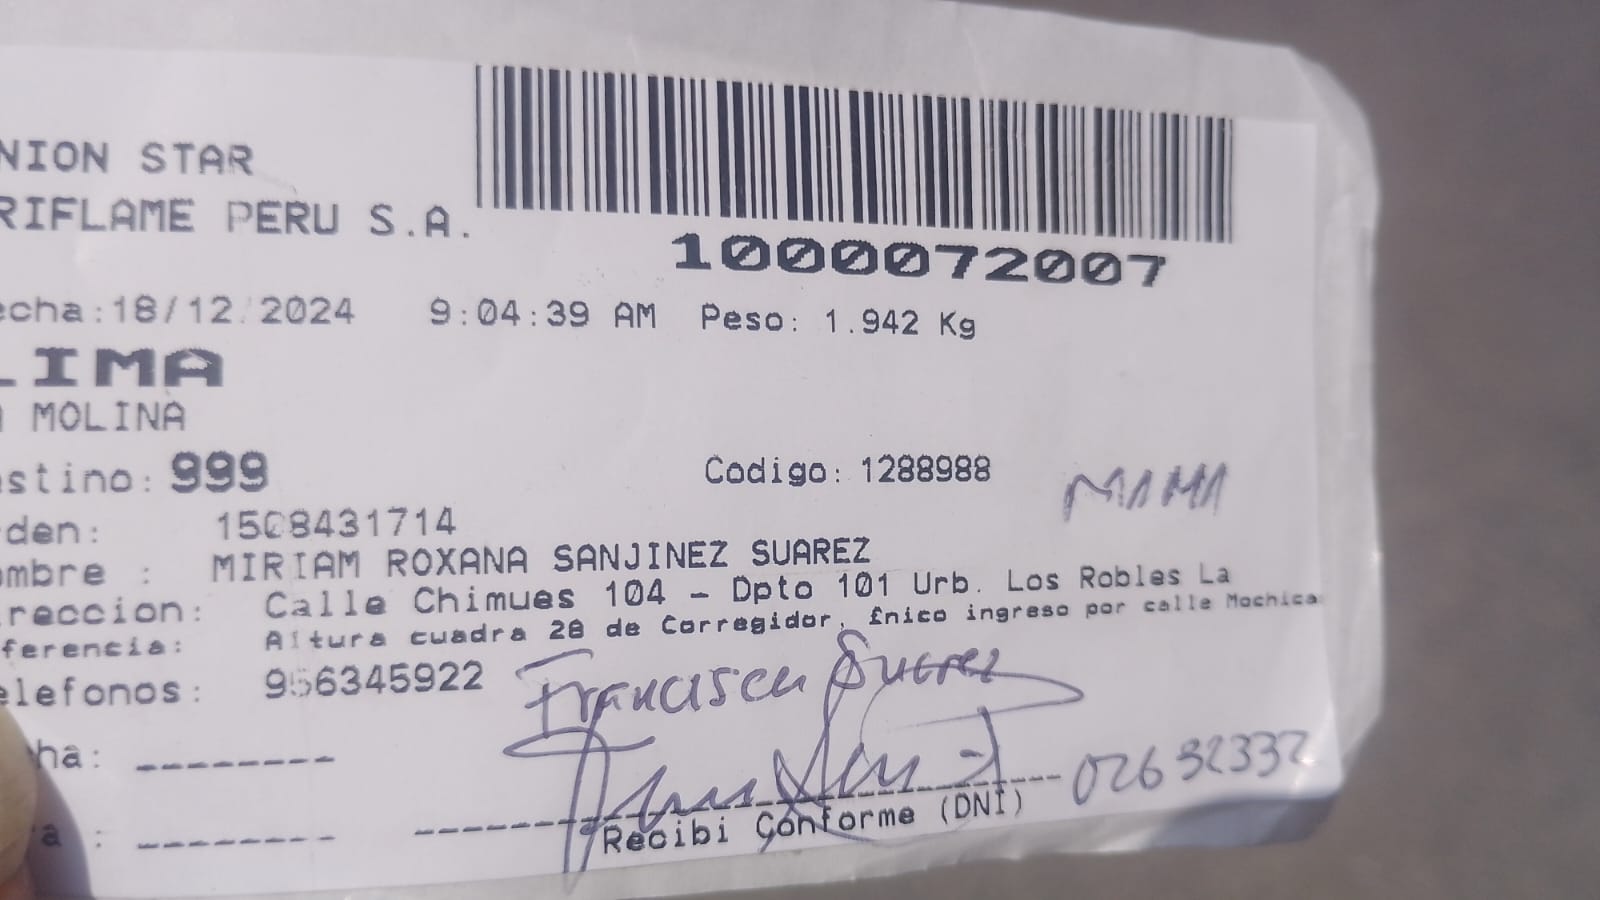 NION STAR
RIFLAME PERU S.A.
1000072007
echa:18/12/2024 9:04:39 AM Peso: 1.942 Kg
LIMA
A MOLINA
estino: 999
Codigo: 1288988
MAMA
den: 1508431714
ombre : MIRIAM ROXANA SANJINEZ SUAREZ
reccion: Calle Chimues 104 - Dpto 101 Urb. Los Robles La
ferencia: Altura cuadra 28 de Corregidor, £nico ingreso por calle Mochica
elefonos: 956345922
Francisca Suarez
ha: --------
a : --------
02632332
Recibi Conforme (DNI)